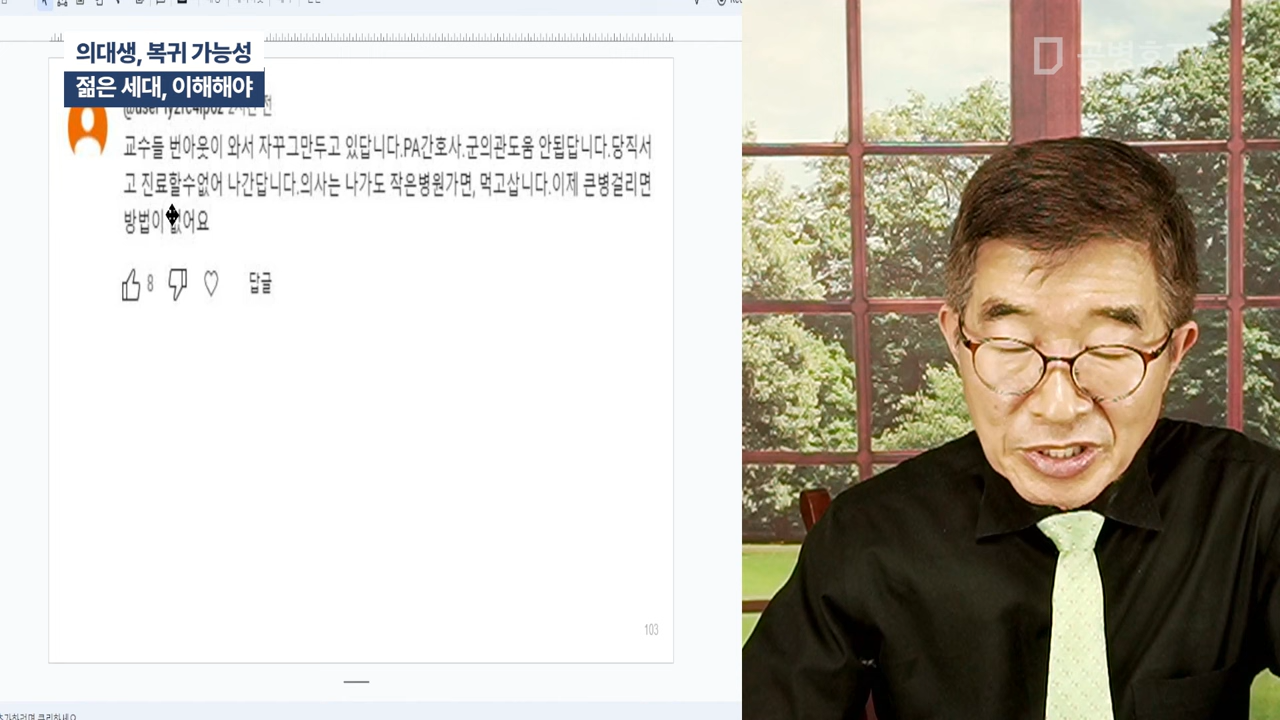 의대생, 복귀 가능성
젊은 세대, 이해해야
교수들 번아웃이 와서 자꾸그만두고 있답니다.PA간호사.군의관도움 안됩답니다.당직서
고 진료할수없어 나간답니다.의사는 나가도 작은병원가면, 먹고삽니다.이제 큰병걸리면
방법이 없어요
8
답글
103
공병호